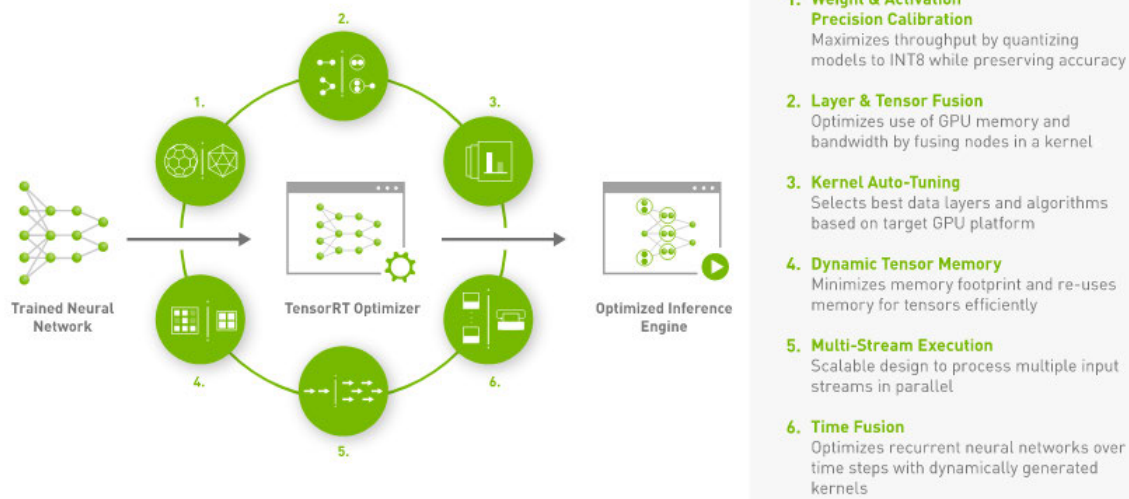 2.
1.
3.
Trained Neural
Network
TensorRT Optimizer
Optimized Inference
Engine
4.
6.
5.
1. Weight & Activation
Precision Calibration
Maximizes throughput by quantizing
models to INT8 while preserving accuracy
2. Layer & Tensor Fusion
Optimizes use of GPU memory and
bandwidth by fusing nodes in a kernel
3. Kernel Auto-Tuning
Selects best data layers and algorithms
based on target GPU platform
4. Dynamic Tensor Memory
Minimizes memory footprint and re-uses
memory for tensors efficiently
5. Multi-Stream Execution
Scalable design to process multiple input
streams in parallel
6. Time Fusion
Optimizes recurrent neural networks over
time steps with dynamically generated
kernels